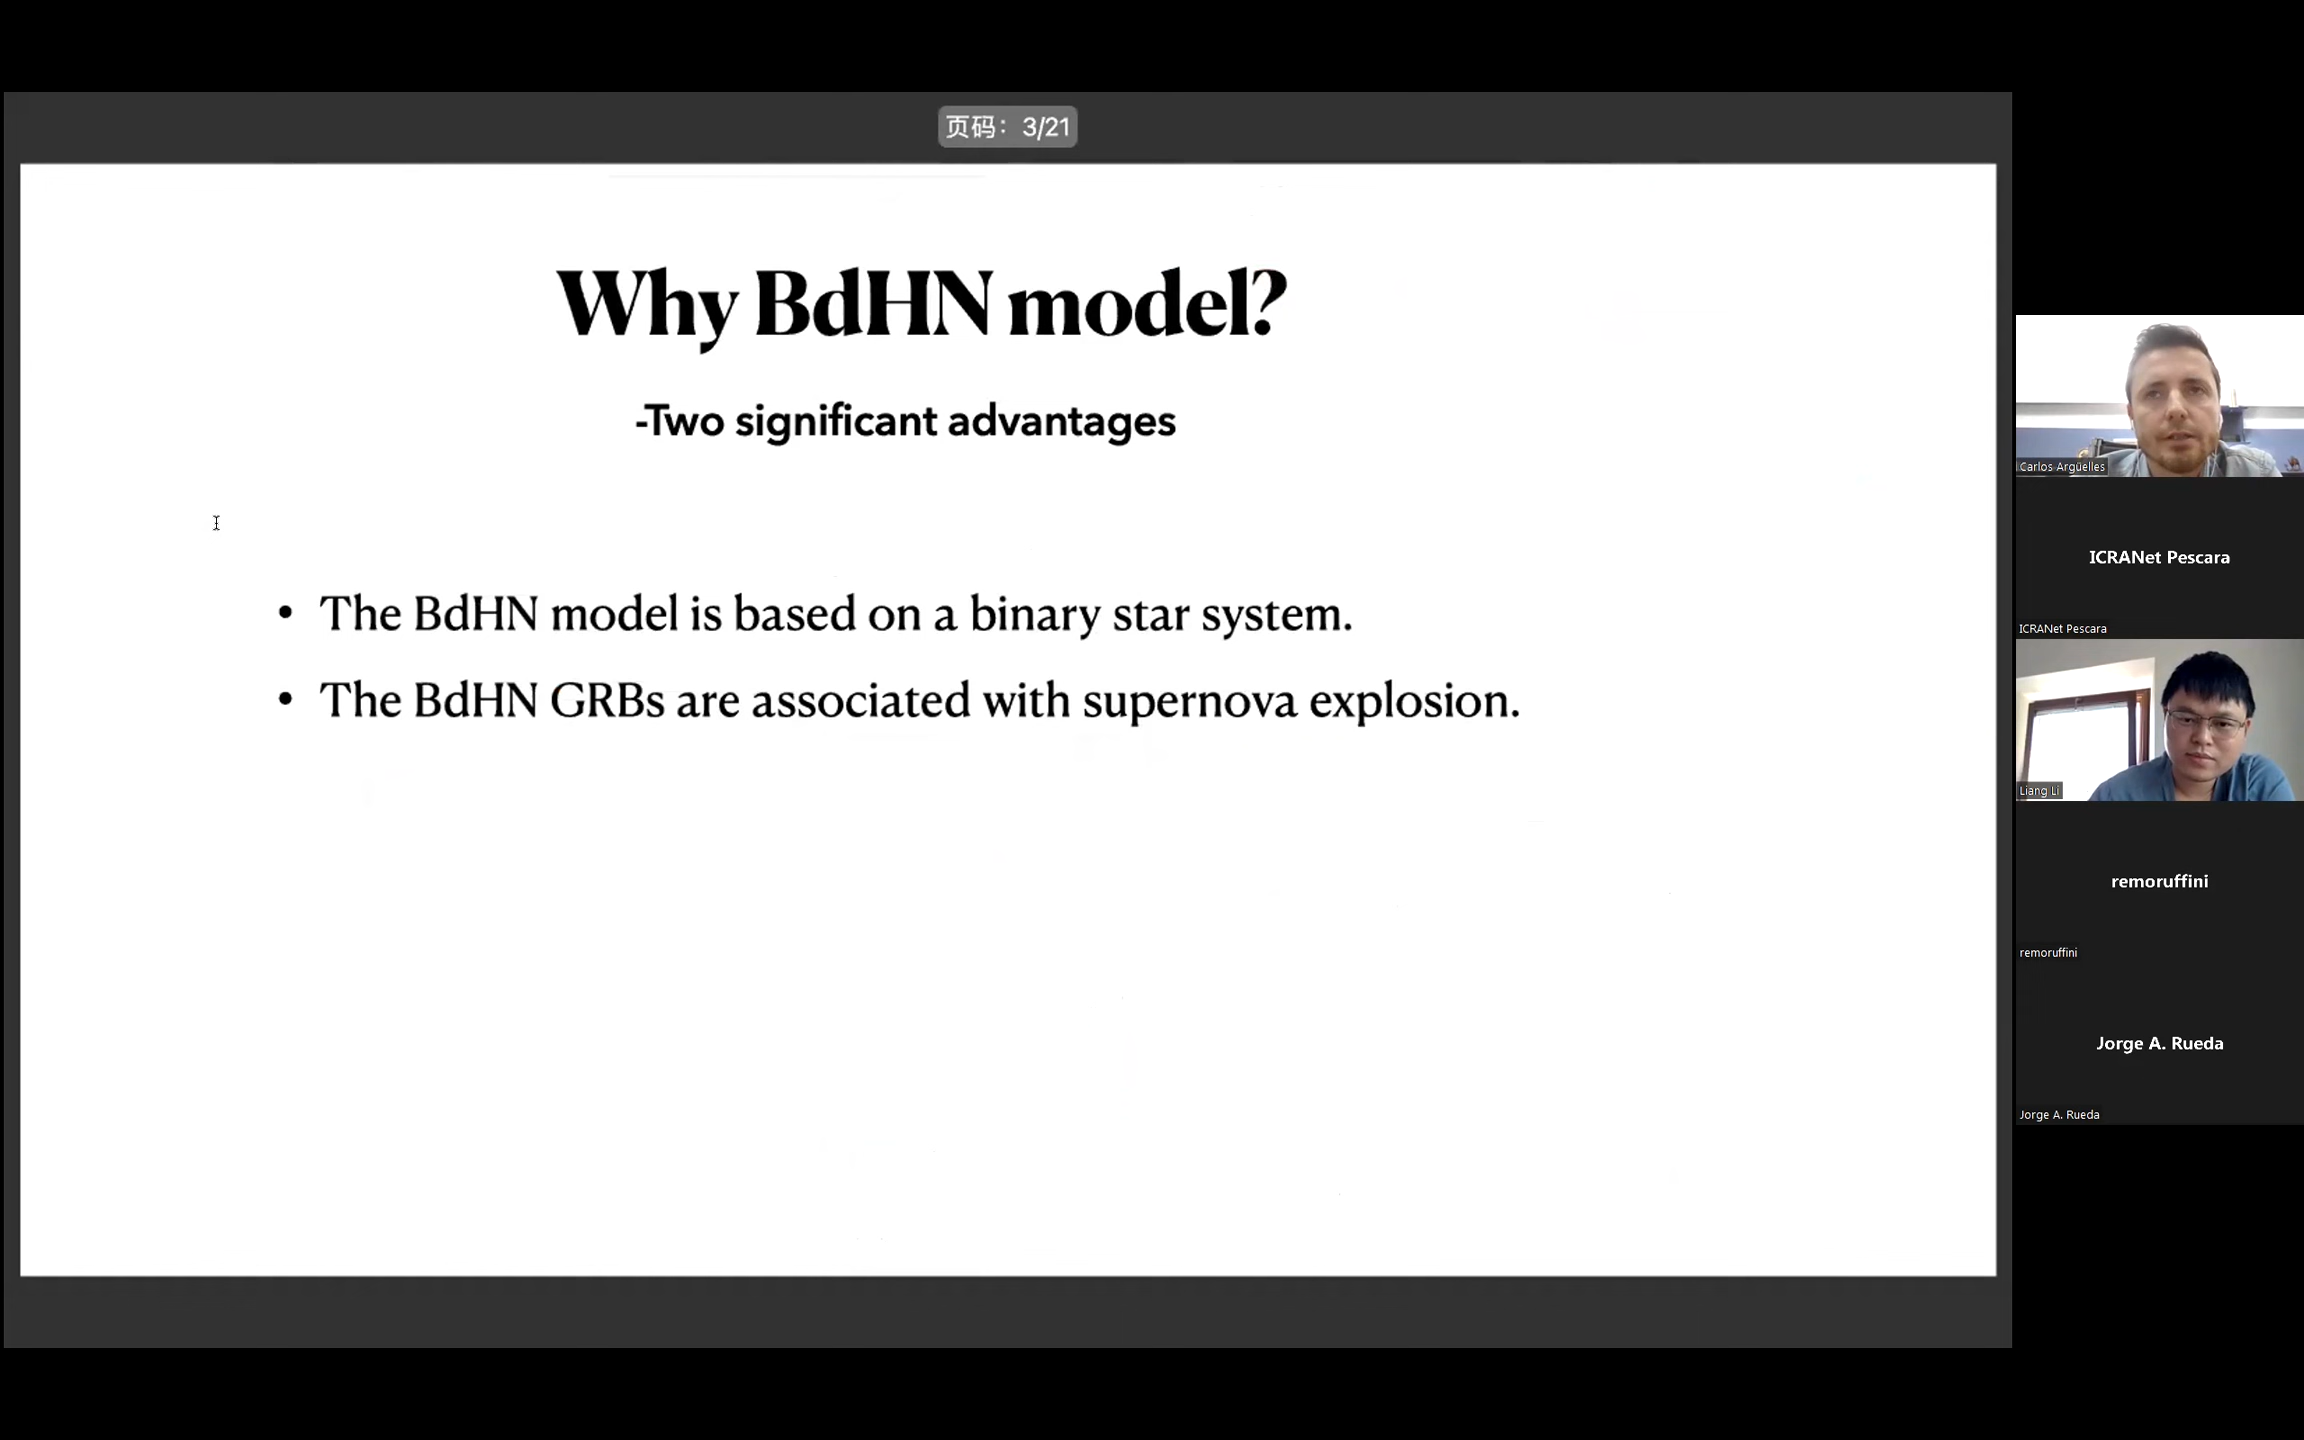 页码: 3/21
Why BdHN model?
-Two significant advantages
• The BdHN model is based on a binary star system.
• The BdHN GRBs are associated with supernova explosion.
Carlos Argüelles
ICRANet Pescara
ICRANet Pescara
Liang Li
remoruffini
remoruffini
Jorge A. Rueda
Jorge A. Rueda